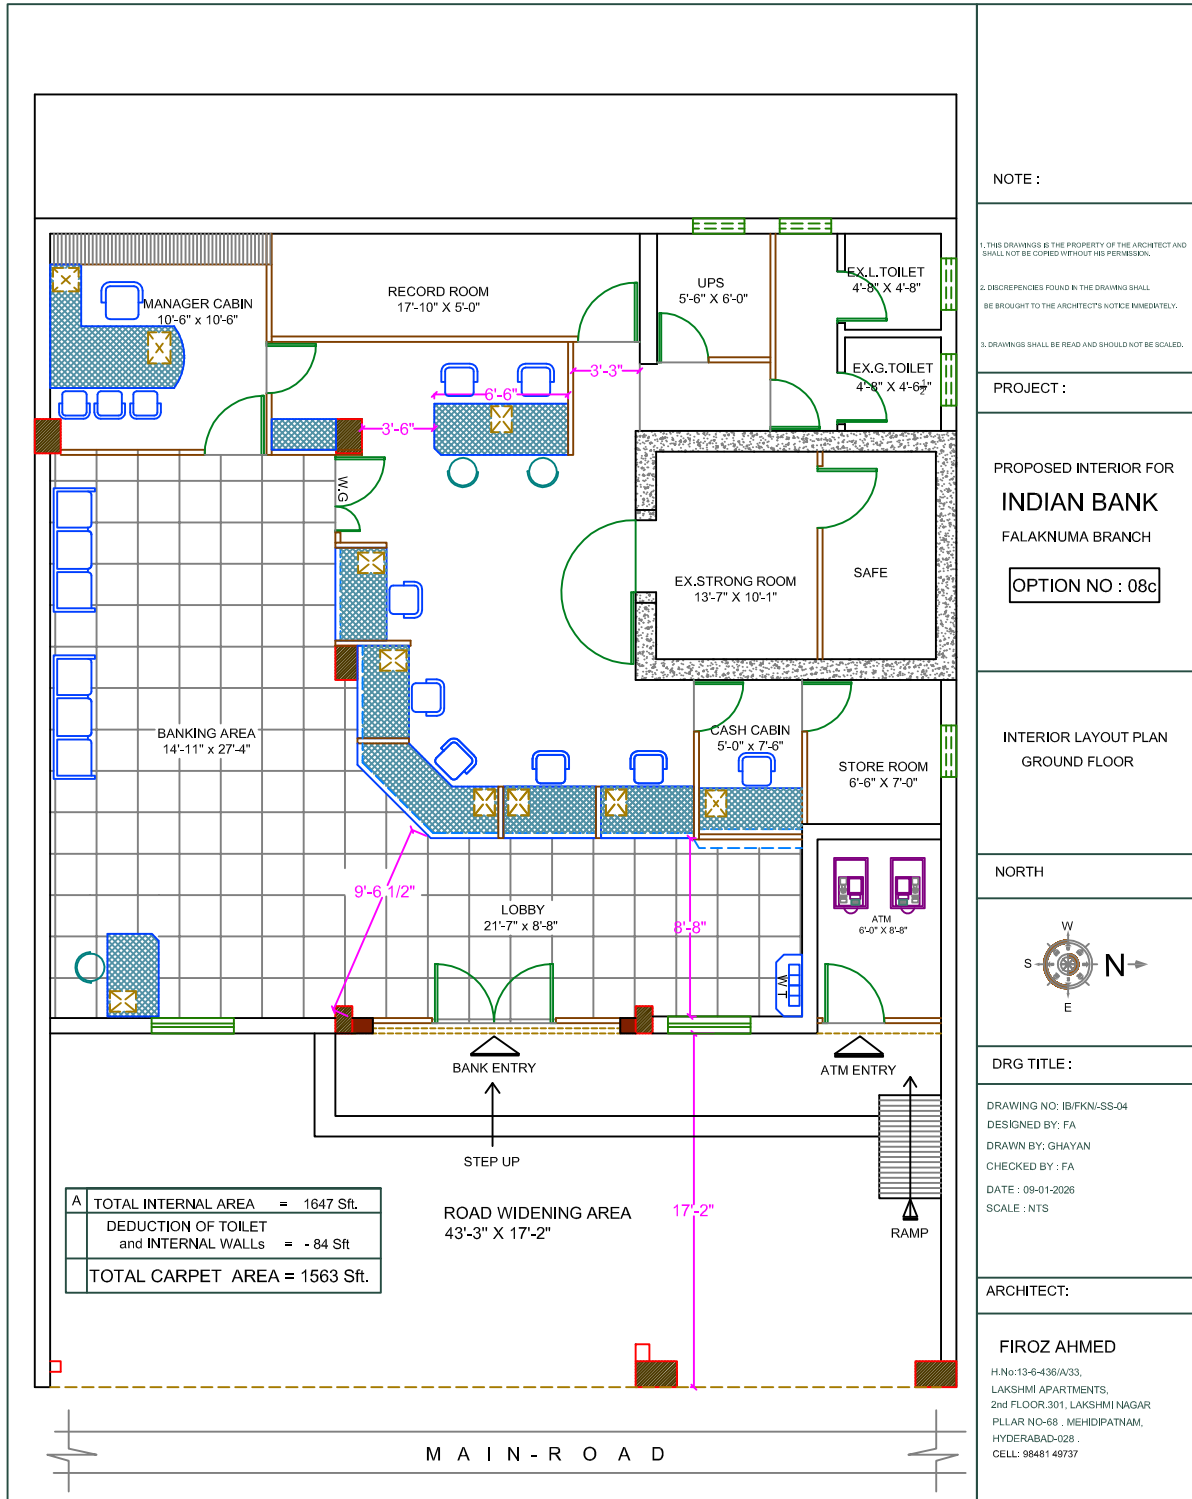 MANAGER CABIN
10'-6" x 10'-6"
RECORD ROOM
17'-10" X 5'-0"
UPS
5'-6" X 6'-0"
EX.L.TOILET
4'-8" X 4'-8"
EX.G.TOILET
4'-8" X 4'-6½"
3'-3"
6'-6"
3'-6"
W.G
EX.STRONG ROOM
13'-7" X 10'-1"
SAFE
BANKING AREA
14'-11" x 27'-4"
CASH CABIN
5'-0" x 7'-6"
STORE ROOM
6'-6" X 7'-0"
9'-6 1/2"
LOBBY
21'-7" x 8'-8"
8'-8"
ATM
6'-0" X 8'-8"
W T
BANK ENTRY
ATM ENTRY
STEP UP
RAMP
A TOTAL INTERNAL AREA = 1647 Sft.
DEDUCTION OF TOILET
and INTERNAL WALLs = - 84 Sft
TOTAL CARPET AREA = 1563 Sft.
ROAD WIDENING AREA
43'-3" X 17'-2"
17'-2"
MAIN-ROAD
NOTE :
1. THIS DRAWINGS IS THE PROPERTY OF THE ARCHITECT AND
SHALL NOT BE COPIED WITHOUT HIS PERMISSION.
2. DISCREPENCIES FOUND IN THE DRAWING SHALL
BE BROUGHT TO THE ARCHITECT'S NOTICE IMMEDIATELY.
3. DRAWINGS SHALL BE READ AND SHOULD NOT BE SCALED.
PROJECT :
PROPOSED INTERIOR FOR
INDIAN BANK
FALAKNUMA BRANCH
OPTION NO : 08c
INTERIOR LAYOUT PLAN
GROUND FLOOR
NORTH
W
S
N
E
DRG TITLE :
DRAWING NO: IB/FKN/-SS-04
DESIGNED BY: FA
DRAWN BY: GHAYAN
CHECKED BY : FA
DATE : 09-01-2026
SCALE : NTS
ARCHITECT:
FIROZ AHMED
H.No:13-6-436/A/33,
LAKSHMI APARTMENTS,
2nd FLOOR.301, LAKSHMI NAGAR
PLLAR NO-68 . MEHIDIPATNAM,
HYDERABAD-028 .
CELL: 98481 49737